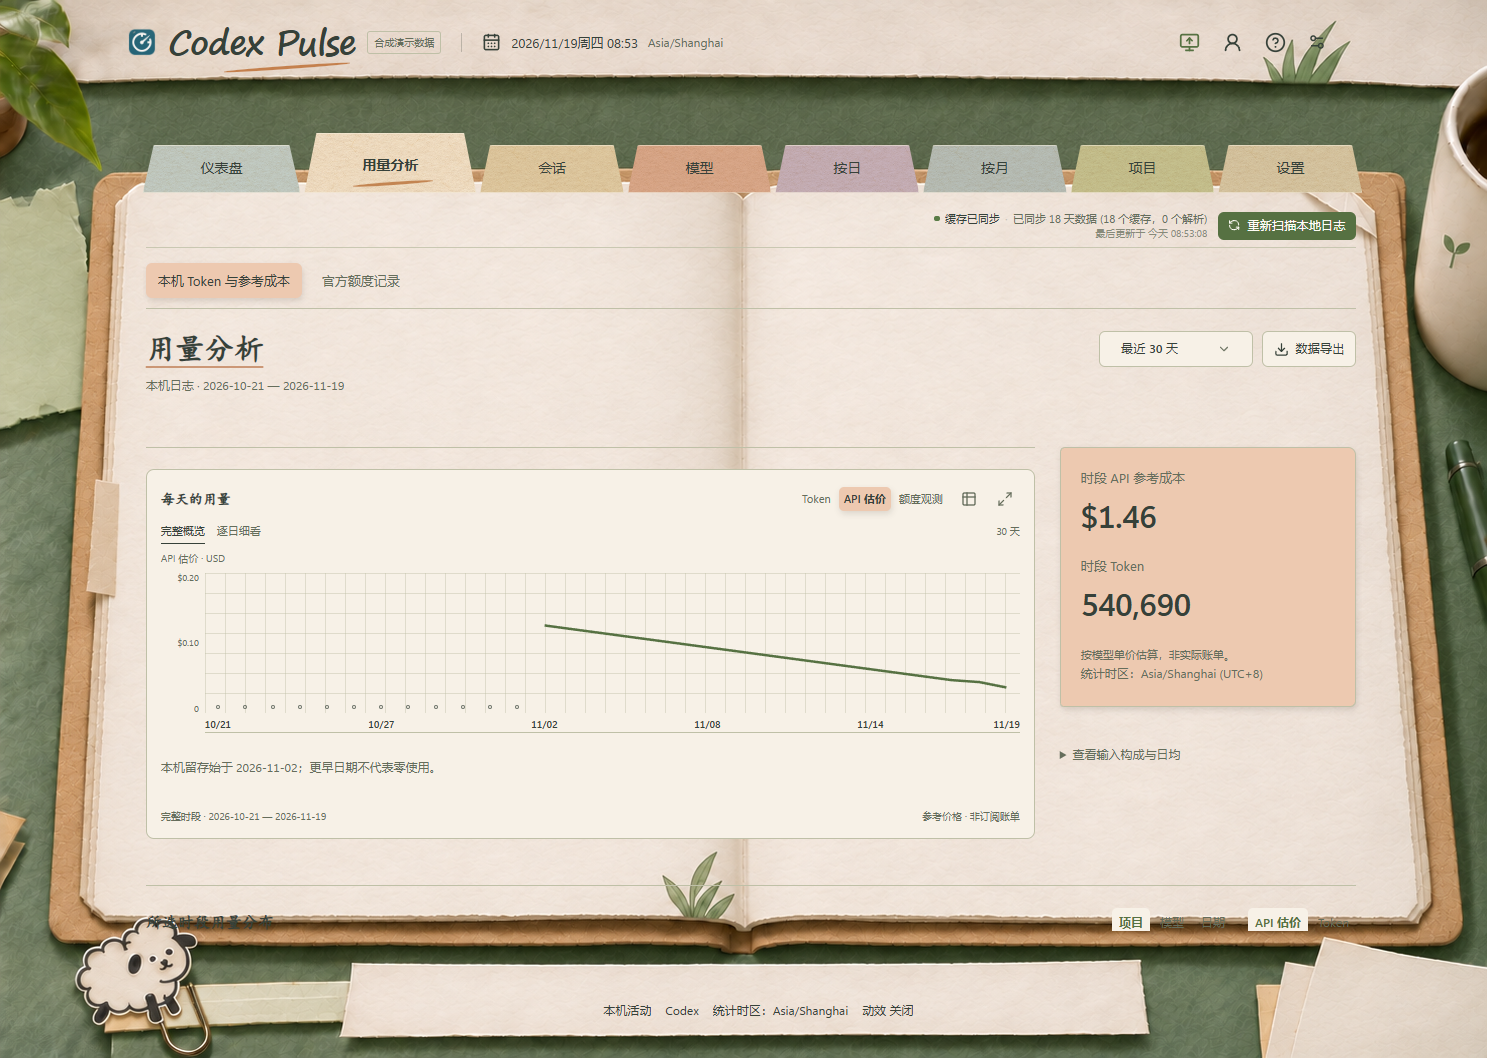 Codex Pulse 合成演示数据 2026/11/19周四 08:53 Asia/Shanghai
仪表盘 用量分析 会话 模型 按日 按月 项目 设置
缓存已同步 · 已同步 18 天数据 (18 个缓存，0 个解析)
最后更新于 今天 08:53:08
重新扫描本地日志
本机 Token 与参考成本 官方额度记录
用量分析
最近 30 天 数据导出
本机日志 · 2026-10-21 — 2026-11-19
每天的用量 Token API 估价 额度观测
完整概览 逐日细看 30 天
API 估价 · USD
$0.20
$0.10
0
10/21 10/27 11/02 11/08 11/14 11/19
本机留存始于 2026-11-02；更早日期不代表零使用。
完整时段 · 2026-10-21 — 2026-11-19 参考价格 · 非订阅账单
时段 API 参考成本
$1.46
时段 Token
540,690
按模型单价估算，非实际账单。
统计时区：Asia/Shanghai (UTC+8)
▶ 查看输入构成与日均
所选时段用量分布 项目 模型 日期 API 估价 Token
本机活动 Codex 统计时区：Asia/Shanghai 动效 关闭